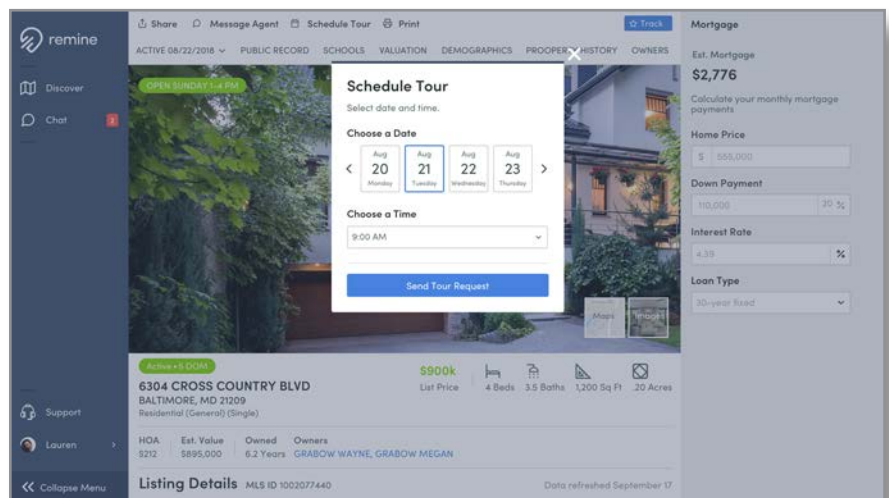 remine
Discover
Chat
2
Support
Lauren
Collapse Menu
Share Message Agent Schedule Tour Print
Track
ACTIVE 08/22/2018 PUBLIC RECORD SCHOOLS VALUATION DEMOGRAPHICS HISTORY OWNERS
OPEN SUNDAY 1-4 PM
Schedule Tour
Select date and time.
Choose a Date
Aug Aug Aug Aug
20 21 22 23
Monday Tuesday Wednesday Thursday
Choose a Time
9:00 AM
Send Tour Request
Maps Images
Active • 5 DOM
6304 CROSS COUNTRY BLVD
BALTIMORE, MD 21209
Residential (General) (Single)
$900k
List Price
4 Beds 3.5 Baths 1,200 Sq Ft .20 Acres
HOA Est. Value Owned Owners
$212 $895,000 6.2 Years GRABOW WAYNE, GRABOW MEGAN
Listing Details MLS ID 1002077440
Data refreshed September 17
Mortgage
Est. Mortgage
$2,776
Calculate your monthly mortgage
payments
Home Price
$
Down Payment
110,000 20 %
Interest Rate
4.39 %
Loan Type
30-year fixed